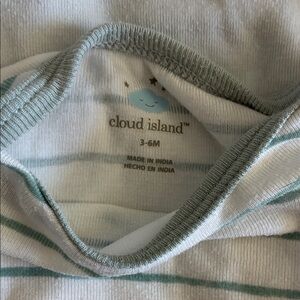 cloud island™
3-6M
MADE IN INDIA
HECHO EN INDIA